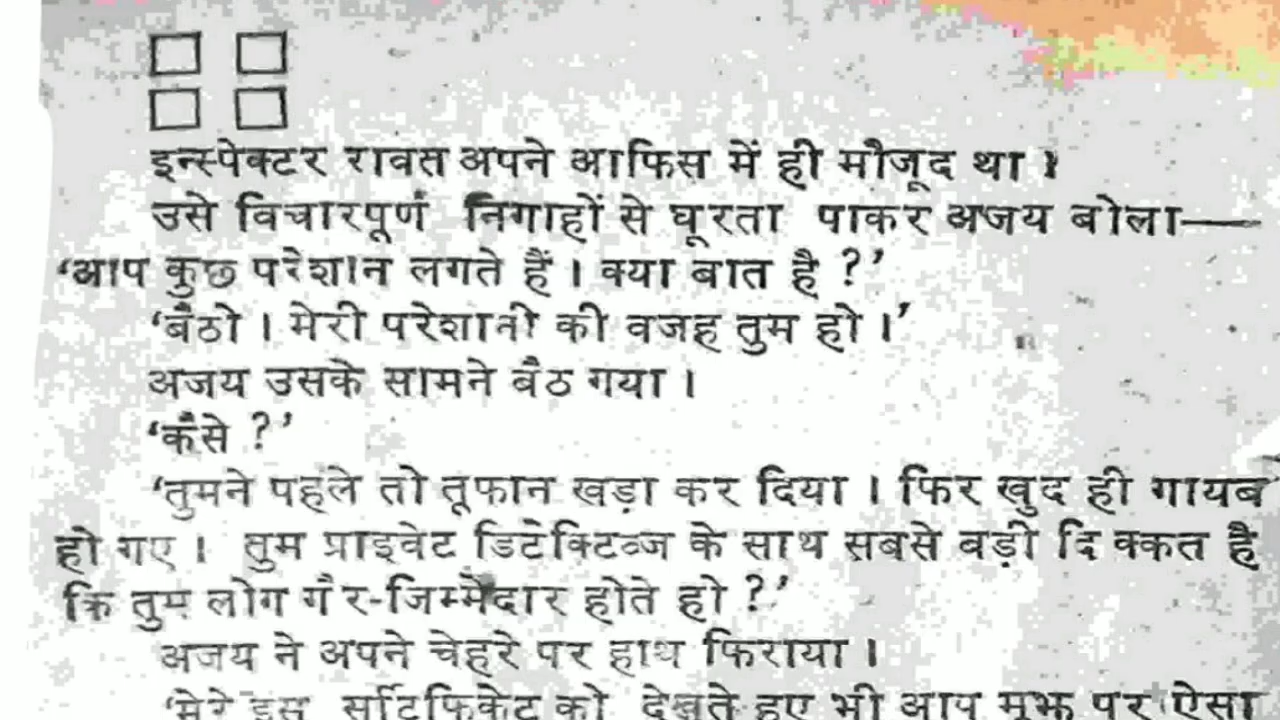 इन्स्पेक्टर रावत अपने आफिस में ही मौजूद था ।
उसे विचारपूर्ण निगाहों से घूरता पाकर अजय बोला—
‘आप कुछ परेशान लगते हैं । क्या बात है ?’
‘बैठो । मेरी परेशानी की वजह तुम हो ।’
अजय उसके सामने बैठ गया ।
‘कैसे ?’
‘तुमने पहले तो तूफान खड़ा कर दिया । फिर खुद ही गायब
हो गए । तुम प्राइवेट डिटेक्टिव्ज के साथ सबसे बड़ी दिक्कत है
कि तुम लोग गैर-जिम्मेदार होते हो ?’
अजय ने अपने चेहरे पर हाथ फिराया ।
‘मेरे इस सर्टिफिकेट को देखते हुए भी आप मुझ पर ऐसा